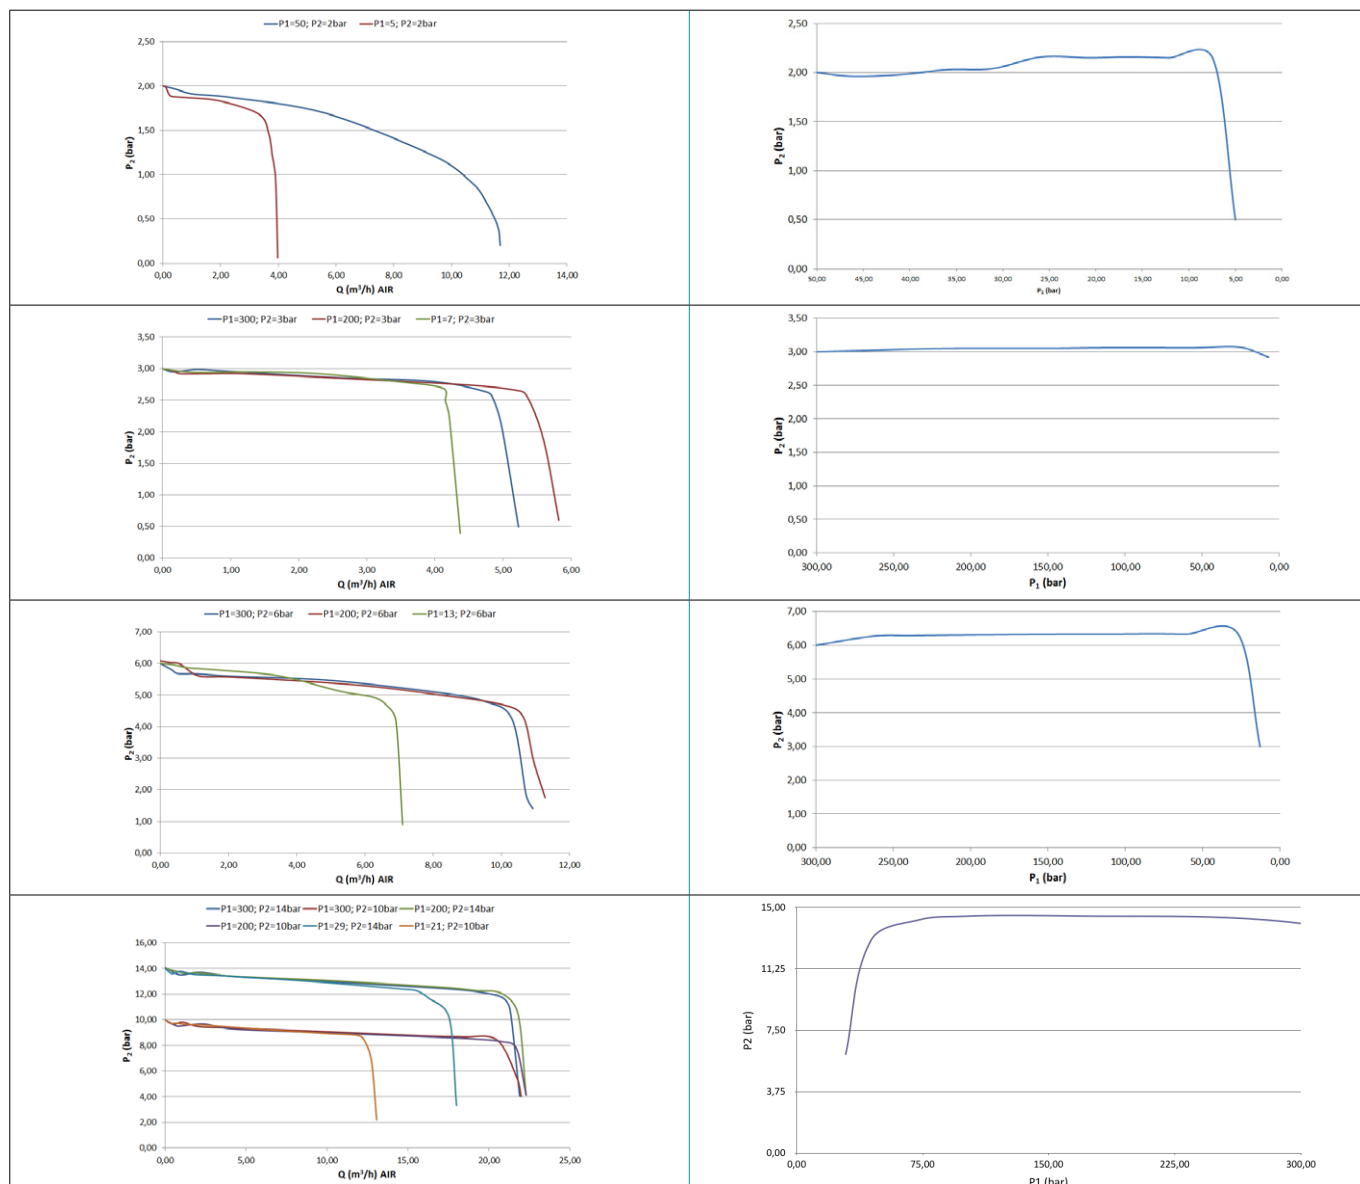 P1=50; P2=2bar P1=5; P2=2bar
2,50
2,00
1,50
1,00
0,50
0,00
P2 (bar)
0,00 2,00 4,00 6,00 8,00 10,00 12,00 14,00
Q (m³/h) AIR
2,50
2,00
1,50
1,00
0,50
0,00
P2 (bar)
50,00 45,00 40,00 35,00 30,00 25,00 20,00 15,00 10,00 5,00 0,00
P1 (bar)
P1=300; P2=3bar P1=200; P2=3bar P1=7; P2=3bar
3,50
3,00
2,50
2,00
1,50
1,00
0,50
0,00
P2 (bar)
0,00 1,00 2,00 3,00 4,00 5,00 6,00
Q (m³/h) AIR
3,50
3,00
2,50
2,00
1,50
1,00
0,50
0,00
P2 (bar)
300,00 250,00 200,00 150,00 100,00 50,00 0,00
P1 (bar)
P1=300; P2=6bar P1=200; P2=6bar P1=13; P2=6bar
7,00
6,00
5,00
4,00
3,00
2,00
1,00
0,00
P2 (bar)
0,00 2,00 4,00 6,00 8,00 10,00 12,00
Q (m³/h) AIR
7,00
6,00
5,00
4,00
3,00
2,00
1,00
0,00
P2 (bar)
300,00 250,00 200,00 150,00 100,00 50,00 0,00
P1 (bar)
P1=300; P2=14bar P1=300; P2=10bar P1=200; P2=14bar
P1=200; P2=10bar P1=29; P2=14bar P1=21; P2=10bar
16,00
14,00
12,00
10,00
8,00
6,00
4,00
2,00
0,00
P2 (bar)
0,00 5,00 10,00 15,00 20,00 25,00
Q (m³/h) AIR
15,00
11,25
7,50
3,75
0,00
P2 (bar)
0,00 75,00 150,00 225,00 300,00
P1 (bar)